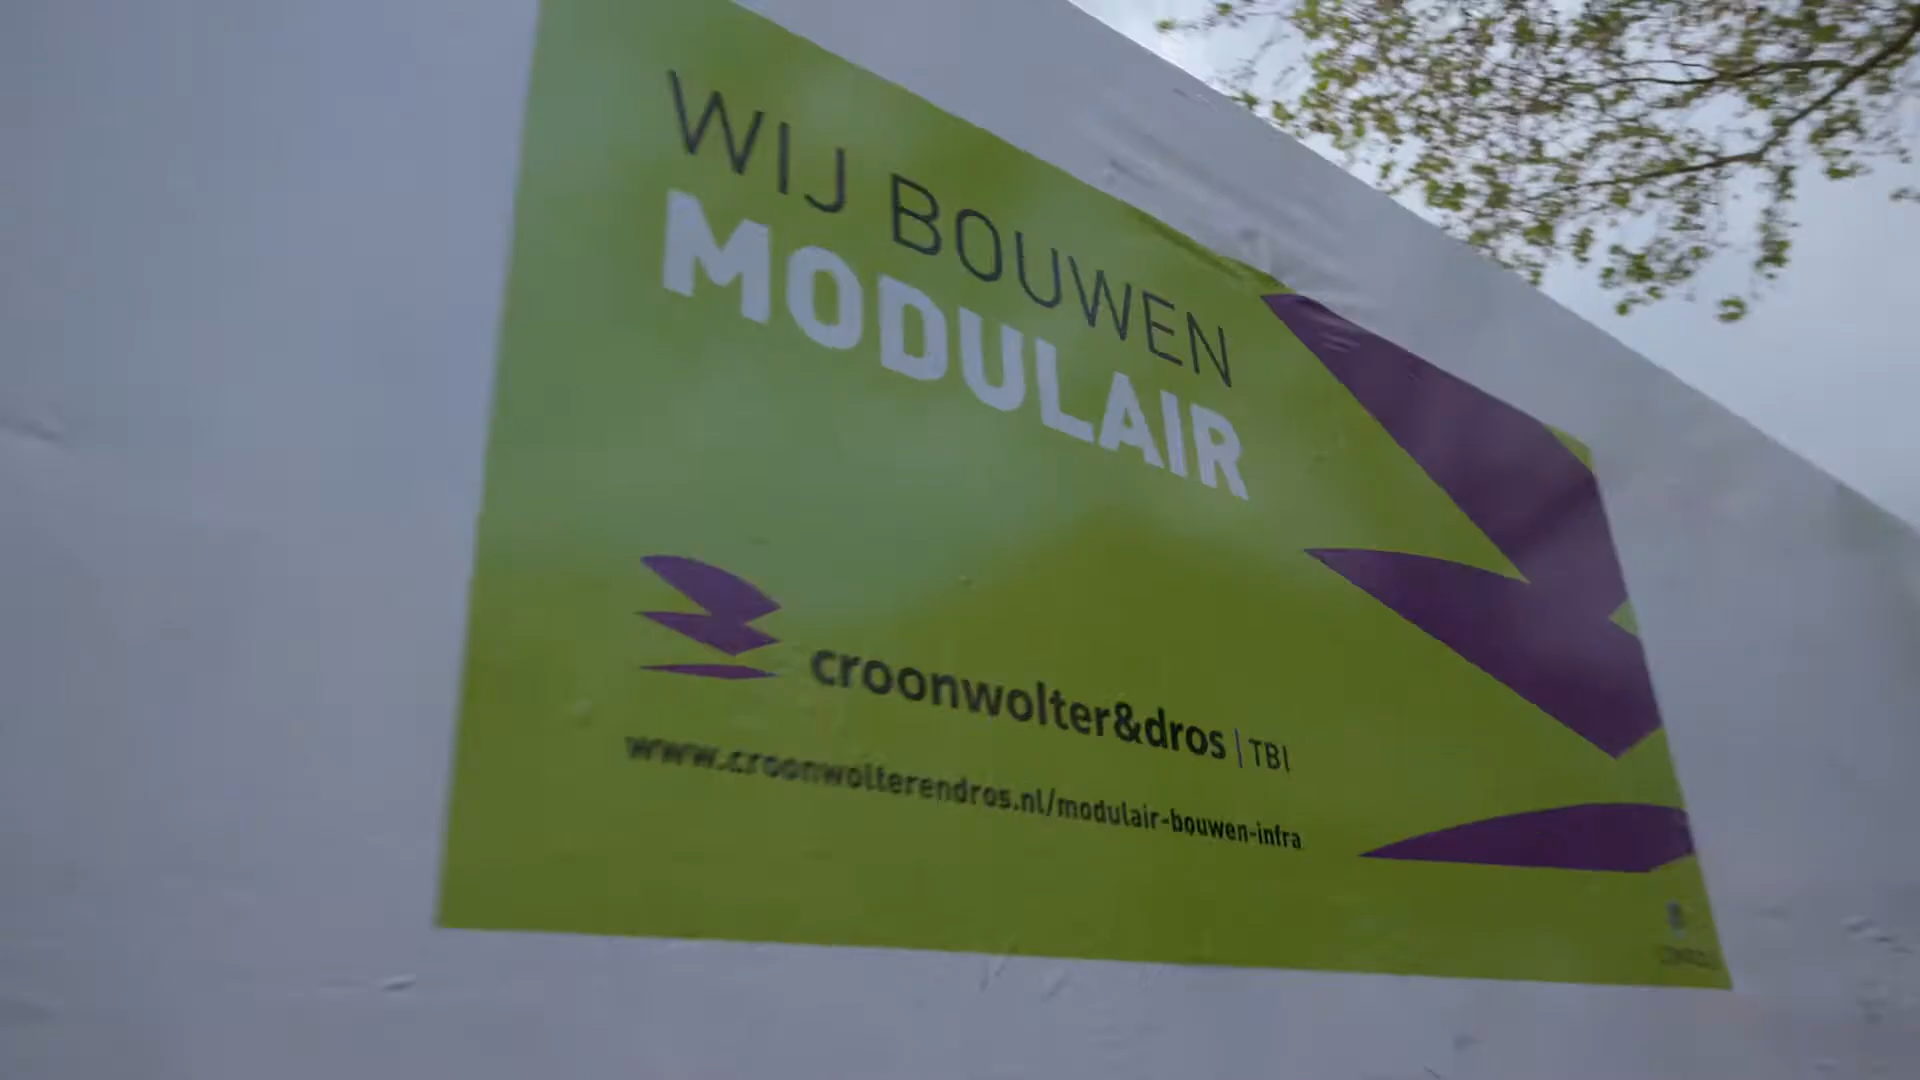 WIJ BOUWEN
MODULAIR
croonwolter&dros | TBI
www.croonwolterendros.nl/modulair-bouwen-infra